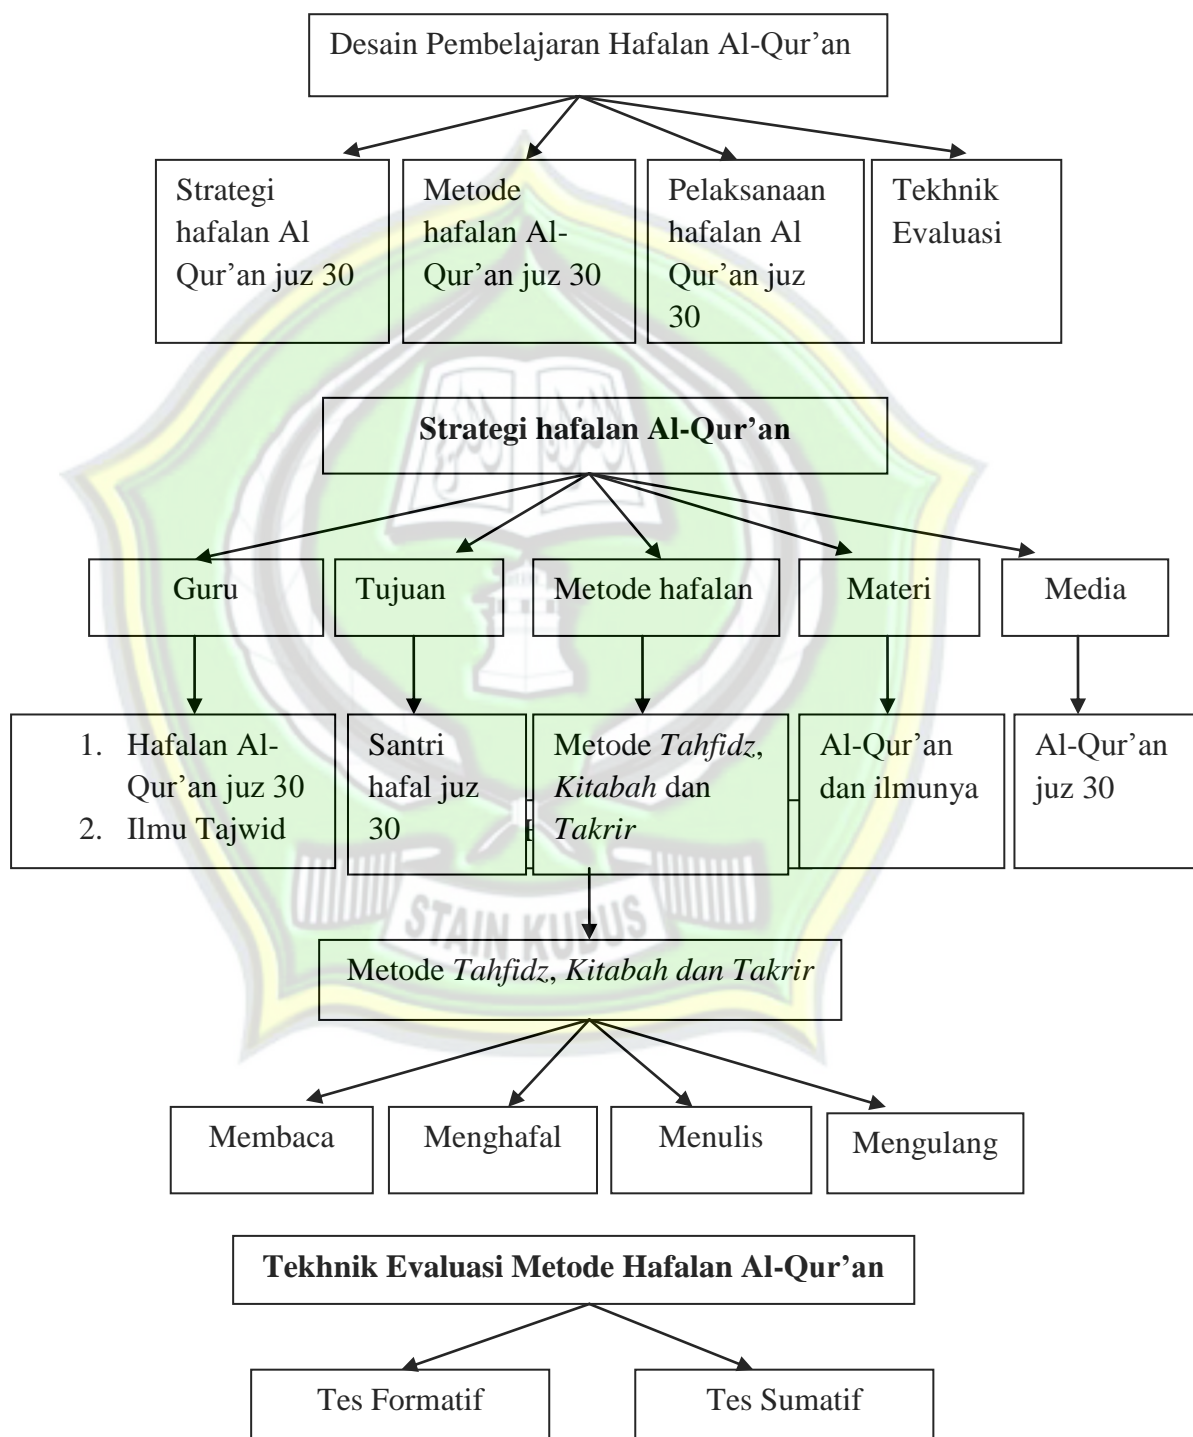 Desain Pembelajaran Hafalan Al-Qur’an
Strategi
hafalan Al
Qur’an juz 30
Metode
hafalan Al-
Qur’an juz 30
Pelaksanaan
hafalan Al
Qur’an juz
30
Tekhnik
Evaluasi
Strategi hafalan Al-Qur’an
Guru
Tujuan
Metode hafalan
Materi
Media
1. Hafalan Al-
Qur’an juz 30
2. Ilmu Tajwid
Santri
hafal juz
30
Metode Tahfidz,
Kitabah dan
Takrir
Al-Qur’an
dan ilmunya
Al-Qur’an
juz 30
STAIN KUDUS
Metode Tahfidz, Kitabah dan Takrir
Membaca
Menghafal
Menulis
Mengulang
Tekhnik Evaluasi Metode Hafalan Al-Qur’an
Tes Formatif
Tes Sumatif